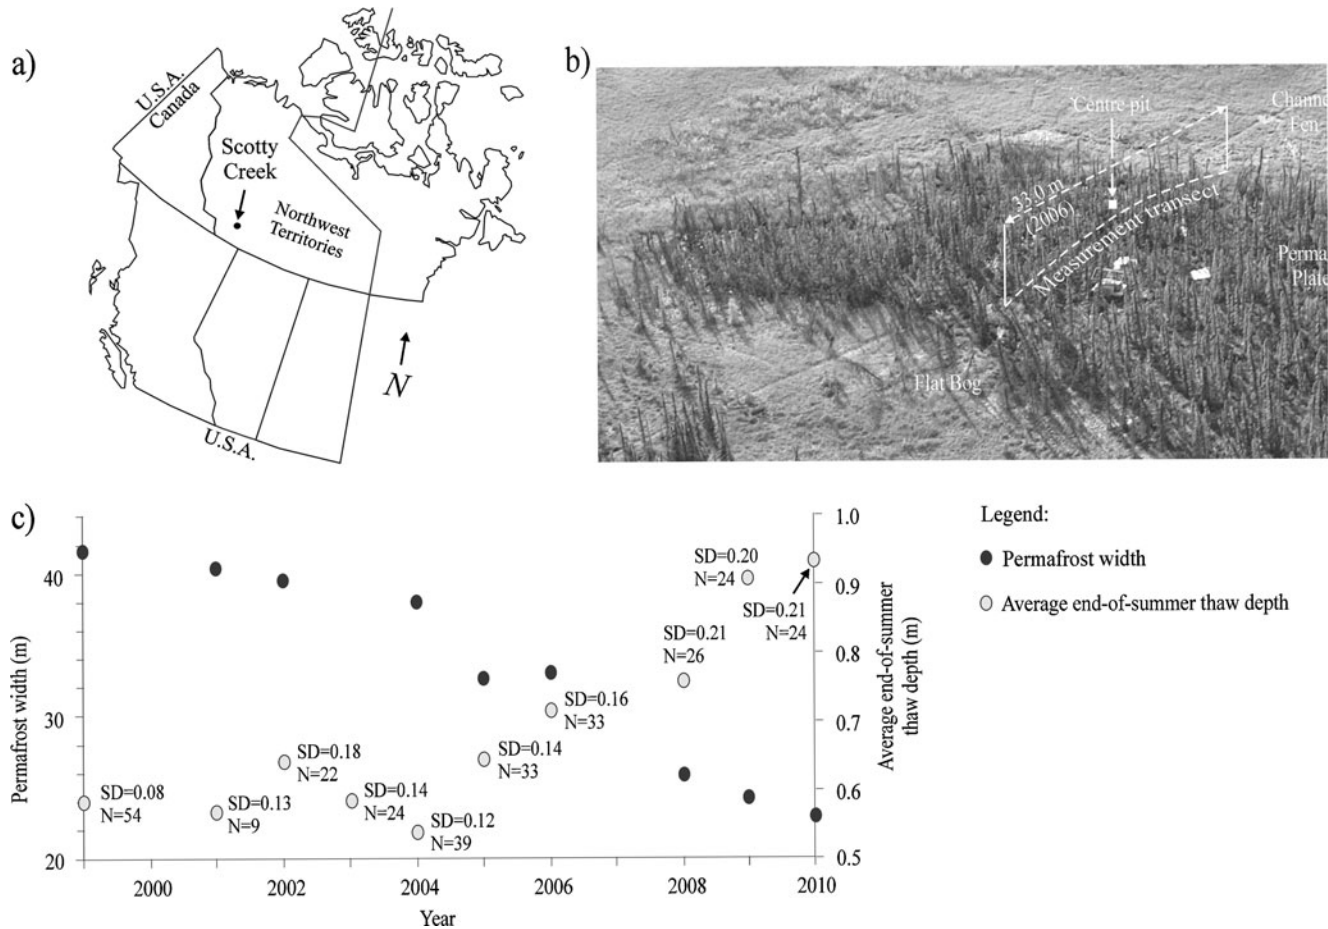 a)
U.S.A.
Canada
Scotty
Creek
Northwest
Territories
N
U.S.A.
b)
Centre pit
33.0 m
(2006)
Measurement transect
Flat Bog
c)
Permafrost width (m)
40
30
20
SD=0.08
N=54
SD=0.13
N=9
SD=0.18
N=22
SD=0.14
N=24
SD=0.12
N=39
SD=0.14
N=33
SD=0.16
N=33
SD=0.21
N=26
SD=0.20
N=24
SD=0.21
N=24
1.0
0.9
0.8
0.7
0.6
0.5
Average end-of-summer
thaw depth (m)
2000
2002
2004
2006
2008
2010
Year
Legend:
Permafrost width
Average end-of-summer thaw depth